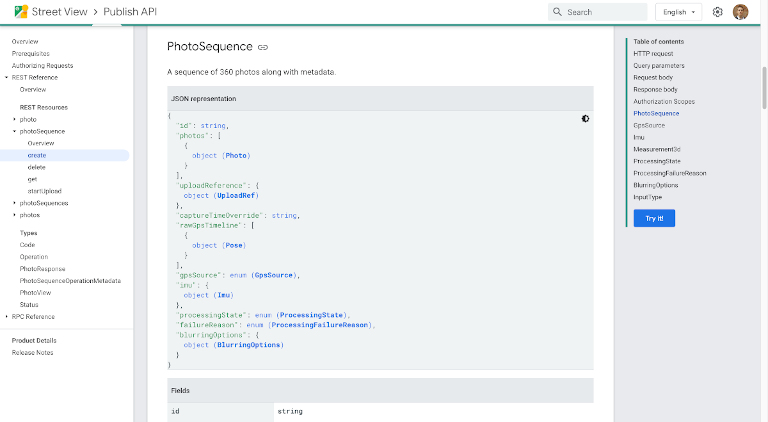 Street View > Publish API
Search
English
Overview
Prerequisites
Authorizing Requests
REST Reference
Overview
REST Resources
photo
photoSequence
Overview
create
delete
get
startUpload
photoSequences
photos
Types
Code
Operation
PhotoResponse
PhotoSequenceOperationMetadata
PhotoView
Status
RPC Reference
Product Details
Release Notes
PhotoSequence
A sequence of 360 photos along with metadata.
JSON representation
{
"id": string,
"photos": [
{
object (Photo)
}
],
"uploadReference": {
object (UploadRef)
},
"captureTimeOverride": string,
"rawGpsTimeline": [
{
object (Pose)
}
],
"gpsSource": enum (GpsSource),
"imu": {
object (Imu)
},
"processingState": enum (ProcessingState),
"failureReason": enum (ProcessingFailureReason),
"blurringOptions": {
object (BlurringOptions)
}
}
Fields
id string
Table of contents
HTTP request
Query parameters
Request body
Response body
Authorization Scopes
PhotoSequence
GpsSource
Imu
Measurement3d
ProcessingState
ProcessingFailureReason
BlurringOptions
InputType
Try it!